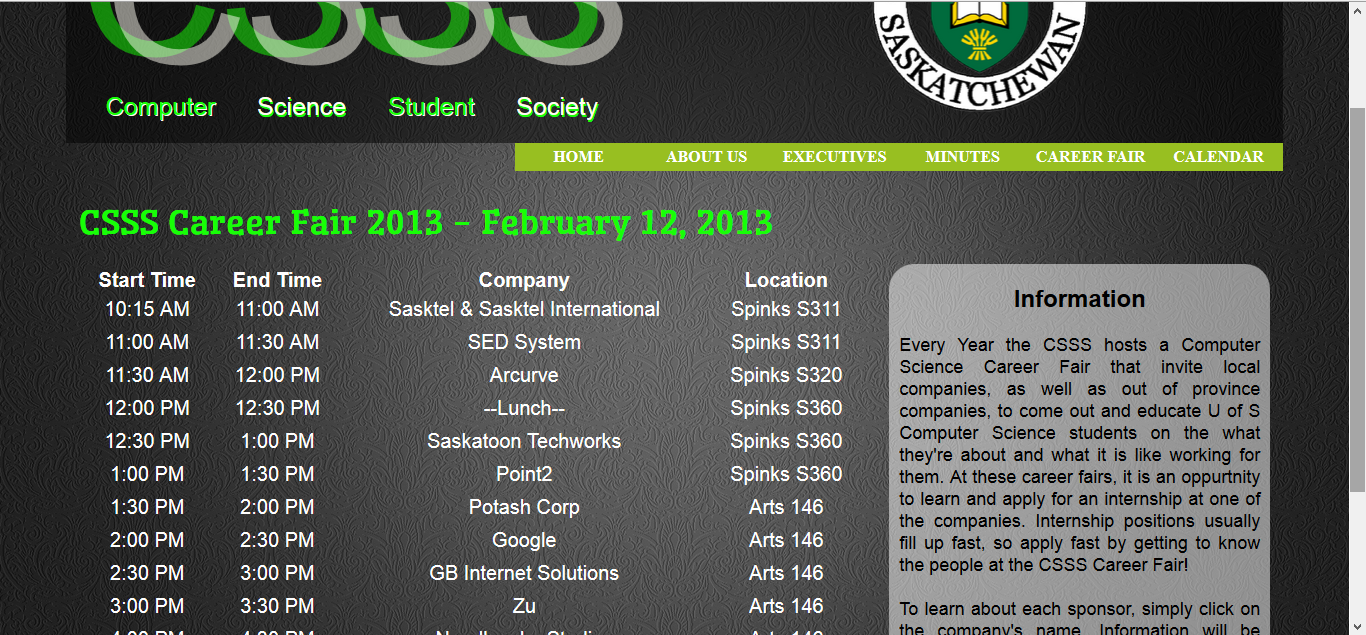 CSSS
SASKATCHEWAN
Computer Science Student Society
HOME ABOUT US EXECUTIVES MINUTES CAREER FAIR CALENDAR
CSSS Career Fair 2013 – February 12, 2013
Start Time End Time Company Location
10:15 AM 11:00 AM Sasktel & Sasktel International Spinks S311
11:00 AM 11:30 AM SED System Spinks S311
11:30 AM 12:00 PM Arcurve Spinks S320
12:00 PM 12:30 PM --Lunch-- Spinks S360
12:30 PM 1:00 PM Saskatoon Techworks Spinks S360
1:00 PM 1:30 PM Point2 Spinks S360
1:30 PM 2:00 PM Potash Corp Arts 146
2:00 PM 2:30 PM Google Arts 146
2:30 PM 3:00 PM GB Internet Solutions Arts 146
3:00 PM 3:30 PM Zu Arts 146
Information
Every Year the CSSS hosts a Computer
Science Career Fair that invite local
companies, as well as out of province
companies, to come out and educate U of S
Computer Science students on the what
they're about and what it is like working for
them. At these career fairs, it is an oppurtnity
to learn and apply for an internship at one of
the companies. Internship positions usually
fill up fast, so apply fast by getting to know
the people at the CSSS Career Fair!
To learn about each sponsor, simply click on
the company's name. Information will be